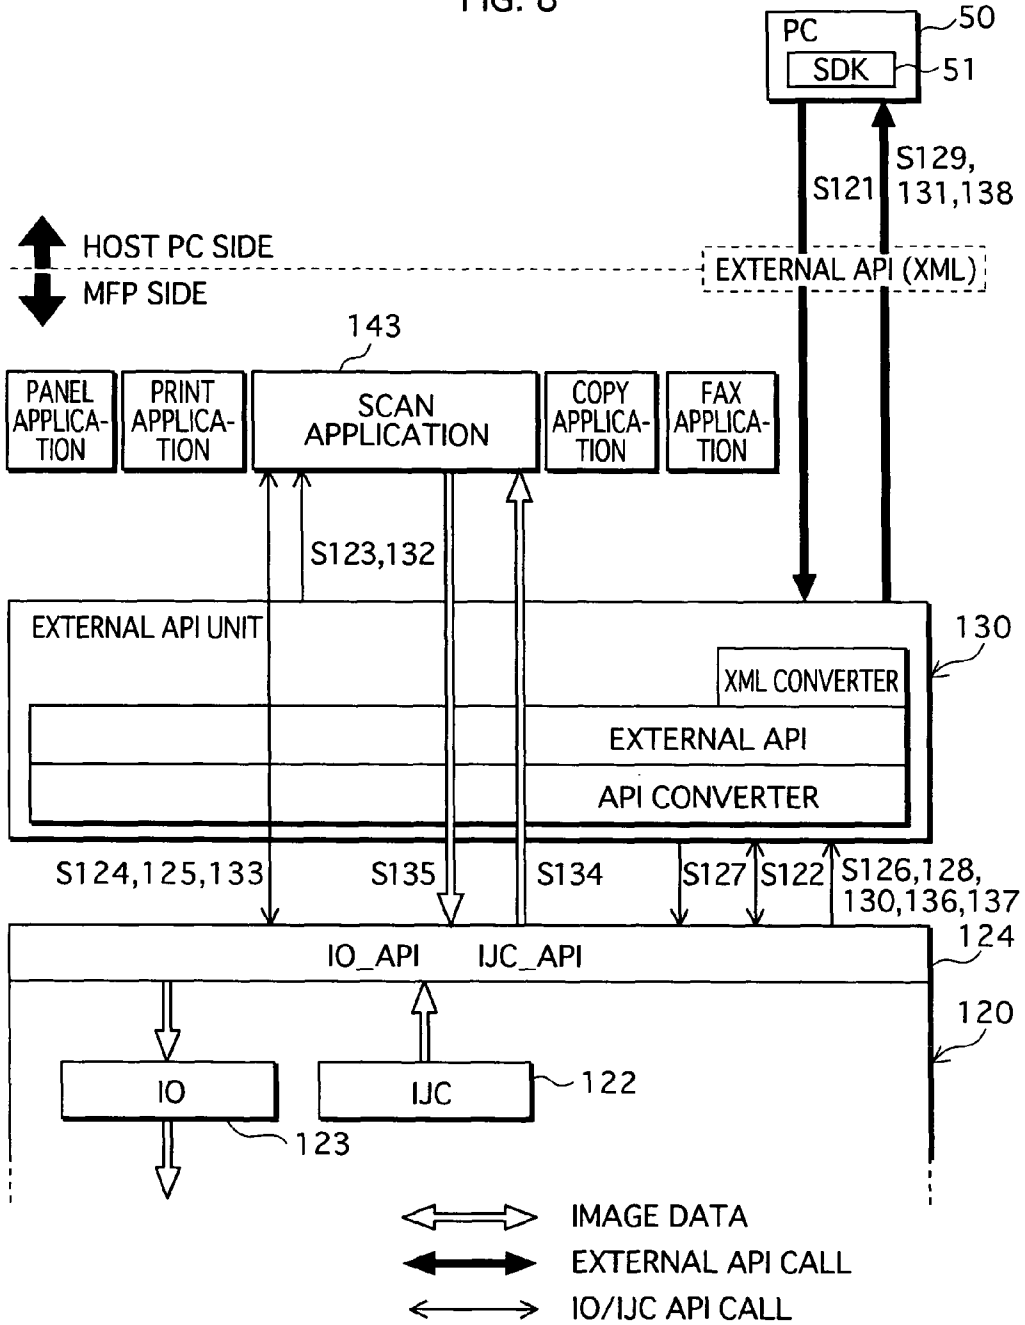 FIG. 8
50
PC
SDK
51
S129,
131,138
S121
HOST PC SIDE
EXTERNAL API (XML)
MFP SIDE
143
PANEL
APPLICA-
TION
PRINT
APPLICA-
TION
SCAN
APPLICATION
COPY
APPLICA-
TION
FAX
APPLICA-
TION
S123,132
EXTERNAL API UNIT
130
XML CONVERTER
EXTERNAL API
API CONVERTER
S124,125,133
S135
S134
S127
S122
S126,128,
130,136,137
124
IO_API
IJC_API
120
IO
IJC
122
123
IMAGE DATA
EXTERNAL API CALL
IO/IJC API CALL